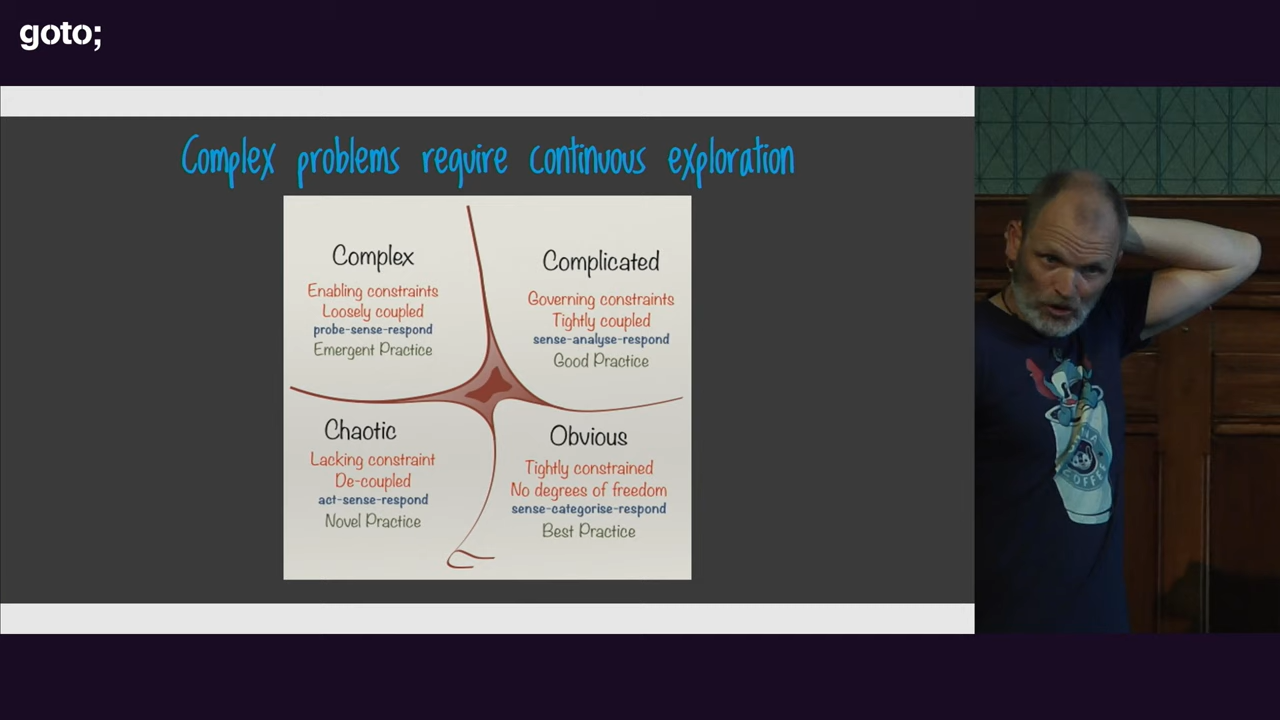 goto;
Complex problems require continuous exploration
Complex
Enabling constraints
Loosely coupled
probe-sense-respond
Emergent Practice
Complicated
Governing constraints
Tightly coupled
sense-analyse-respond
Good Practice
Chaotic
Lacking constraint
De-coupled
act-sense-respond
Novel Practice
Obvious
Tightly constrained
No degrees of freedom
sense-categorise-respond
Best Practice
COFFEE